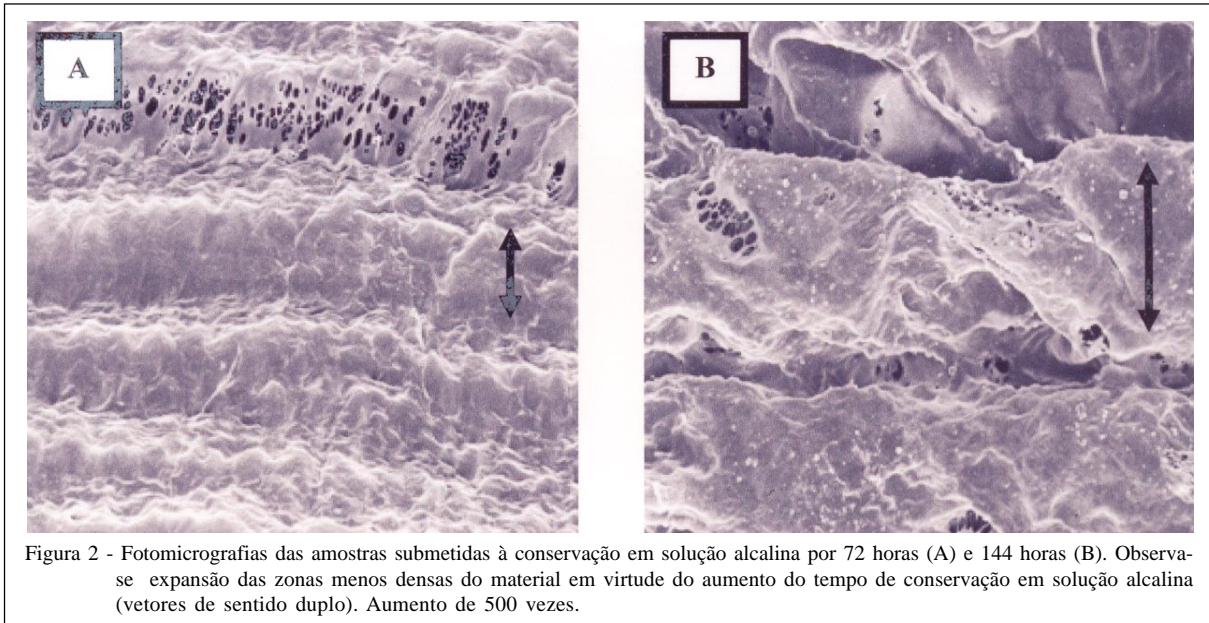 A
B
Figura 2 - Fotomicrografias das amostras submetidas à conservação em solução alcalina por 72 horas (A) e 144 horas (B). Observa-
se expansão das zonas menos densas do material em virtude do aumento do tempo de conservação em solução alcalina
(vetores de sentido duplo). Aumento de 500 vezes.